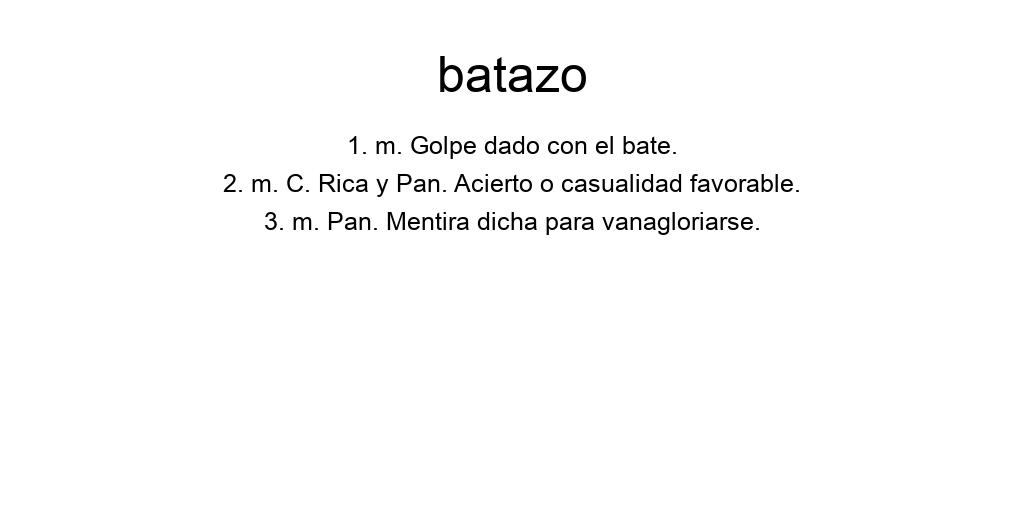 batazo
1. m. Golpe dado con el bate.
2. m. C. Rica y Pan. Acierto o casualidad favorable.
3. m. Pan. Mentira dicha para vanagloriarse.